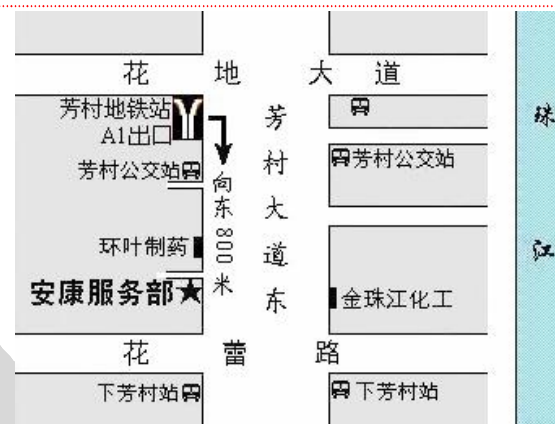 花地大道
芳村地铁站
A1出口
芳村公交站
向东800米
环叶制药
安康服务部
芳村大道东
芳村公交站
金珠江化工
珠江
花蕾路
下芳村站
下芳村站